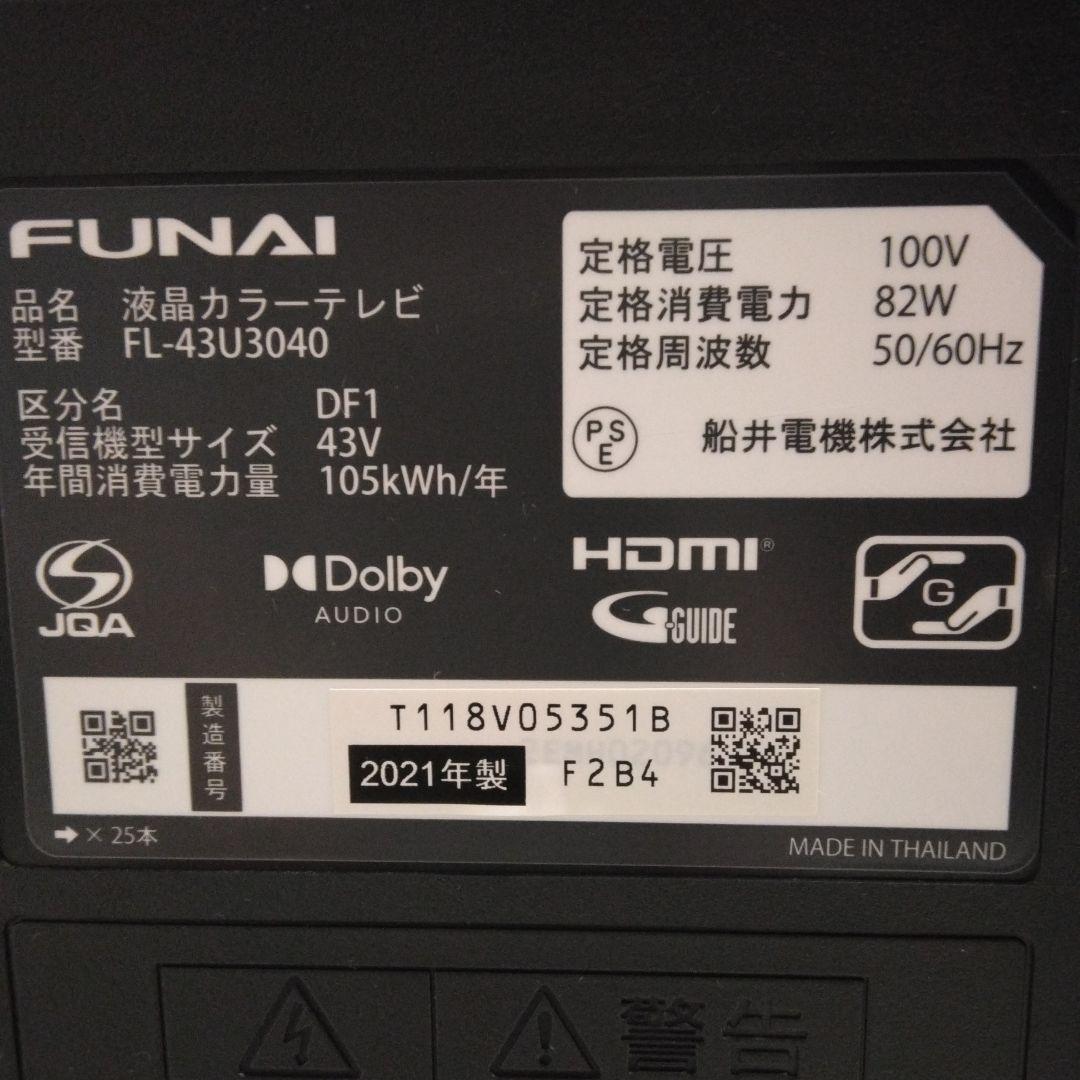 FUNAI
品名 液晶カラーテレビ
型番 FL-43U3040
区分名 DF1
受信機型サイズ 43V
年間消費電力量 105kWh/年
定格電圧 100V
定格消費電力 82W
定格周波数 50/60Hz
PSE 船井電機株式会社
JQA
Dolby
AUDIO
HDMI®
G-GUIDE
G
製造番号
T118V05351B
2021年製 F2B4
➡× 25本
MADE IN THAILAND
警告